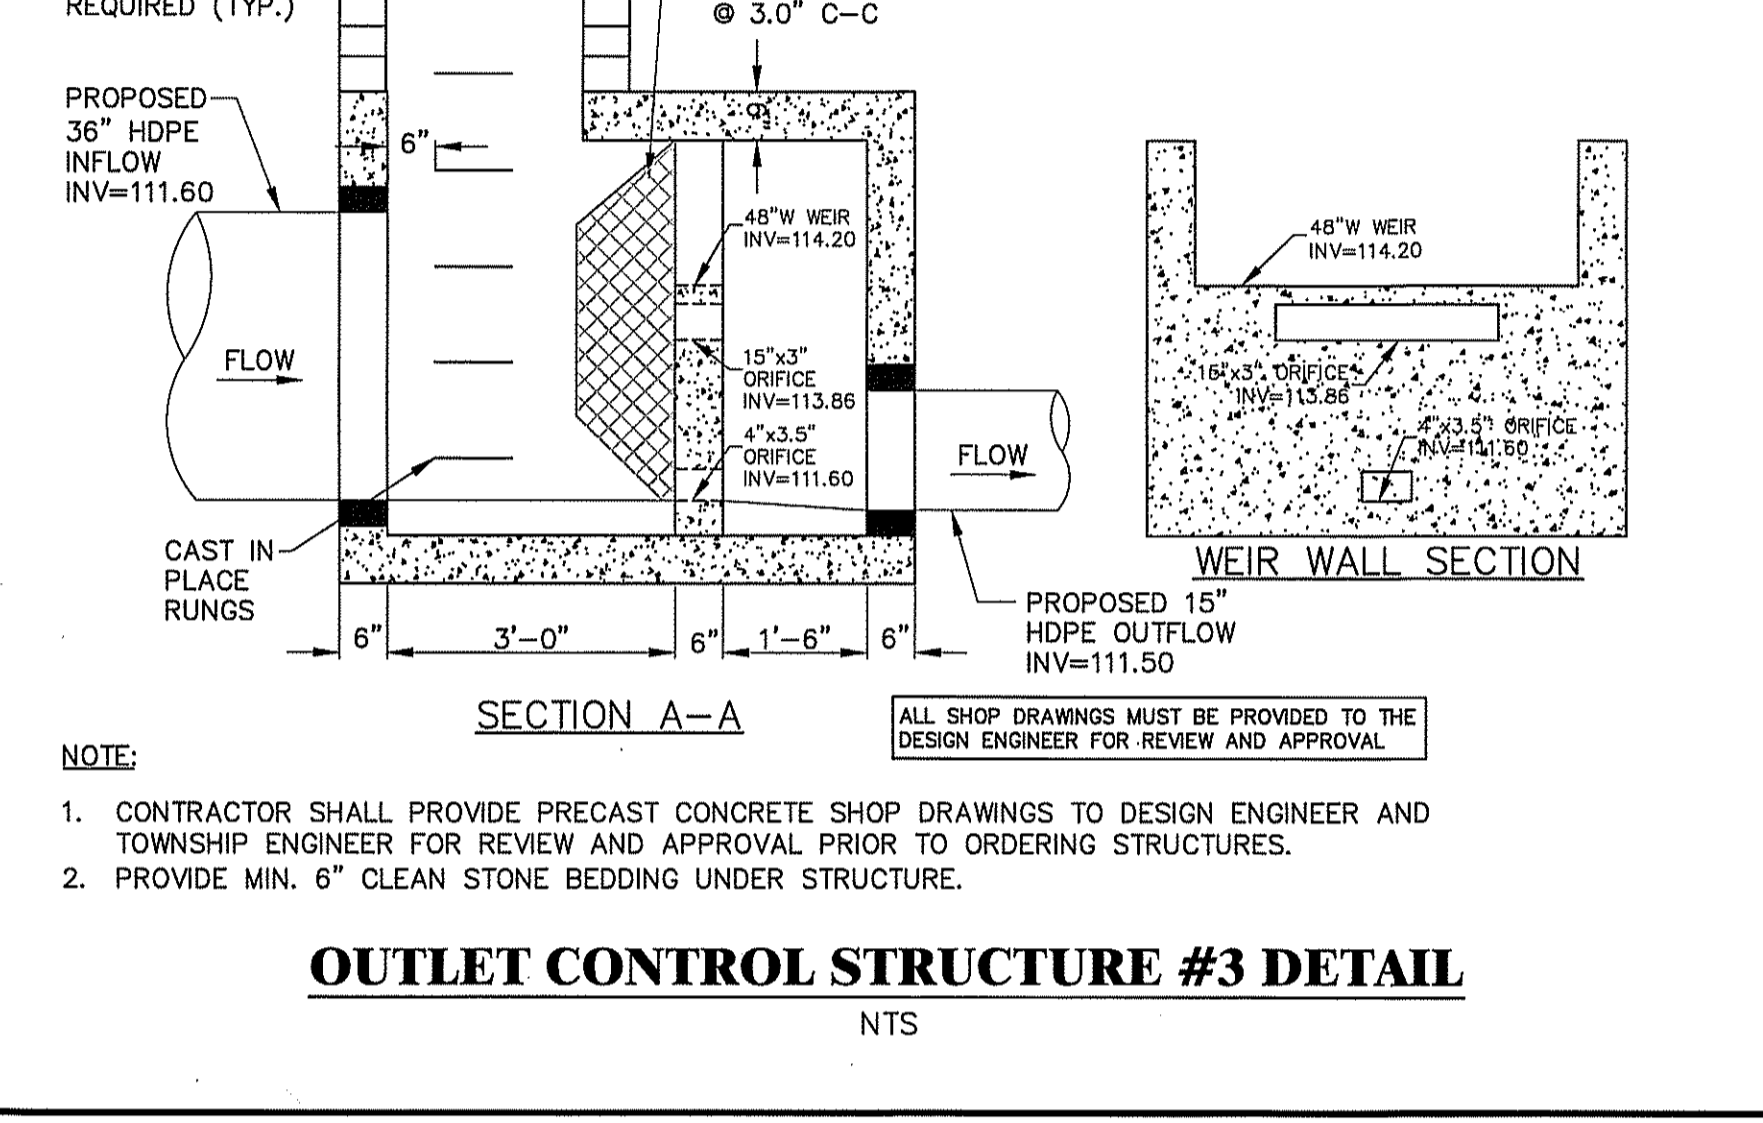 REQUIRED (TYP.)
@ 3.0" C-C
PROPOSED
36" HDPE
INFLOW
INV=111.60
6"
6"
48"W WEIR
INV=114.20
15"x3"
ORIFICE
INV=113.86
4"x3.5"
ORIFICE
INV=111.60
FLOW
FLOW
CAST IN
PLACE
RUNGS
6"
3'-0"
6"
1'-6"
6"
PROPOSED 15"
HDPE OUTFLOW
INV=111.50
SECTION A-A
48"W WEIR
INV=114.20
ORIFICE
INV=113.86
4"x3.5" ORIFICE
INV=111.60
WEIR WALL SECTION
ALL SHOP DRAWINGS MUST BE PROVIDED TO THE
DESIGN ENGINEER FOR REVIEW AND APPROVAL
NOTE:
1. CONTRACTOR SHALL PROVIDE PRECAST CONCRETE SHOP DRAWINGS TO DESIGN ENGINEER AND
TOWNSHIP ENGINEER FOR REVIEW AND APPROVAL PRIOR TO ORDERING STRUCTURES.
2. PROVIDE MIN. 6" CLEAN STONE BEDDING UNDER STRUCTURE.
OUTLET CONTROL STRUCTURE #3 DETAIL
NTS